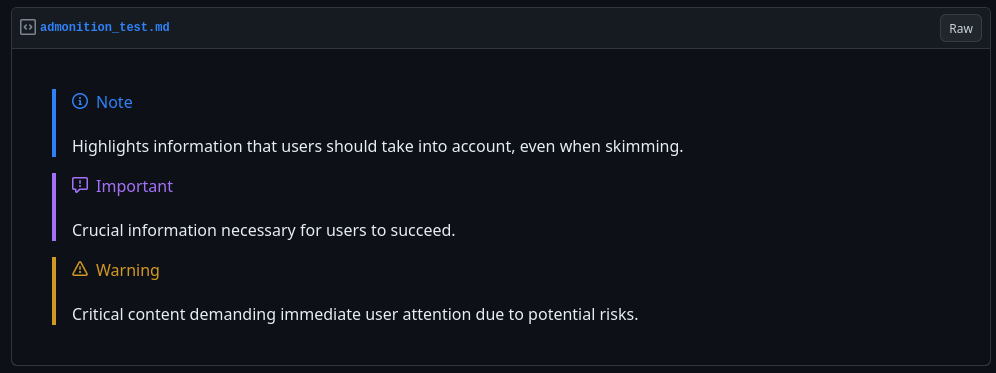 admonition_test.md
Raw
Note
Highlights information that users should take into account, even when skimming.
Important
Crucial information necessary for users to succeed.
Warning
Critical content demanding immediate user attention due to potential risks.